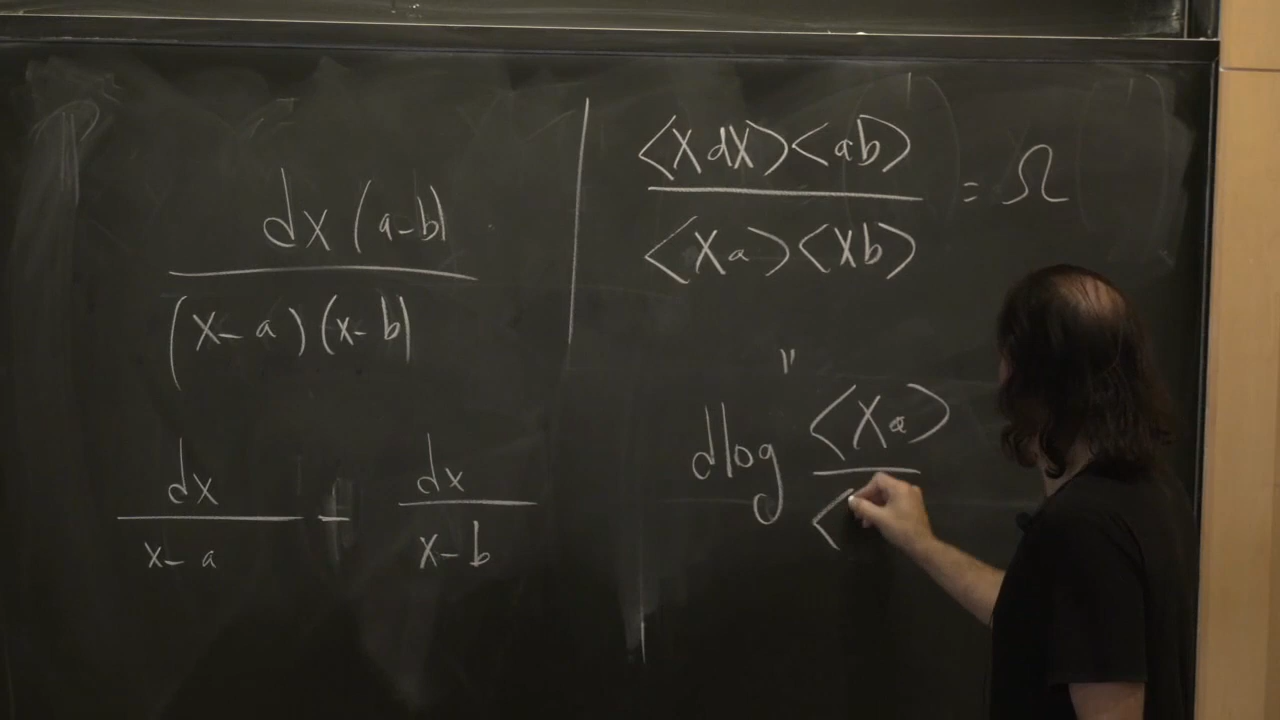 dx (a-b)
(x-a)(x-b)
dx
x-a
-
dx
x-b
<X dX><ab>
<Xa><Xb>
= Ω
"
dlog
<Xa>
<